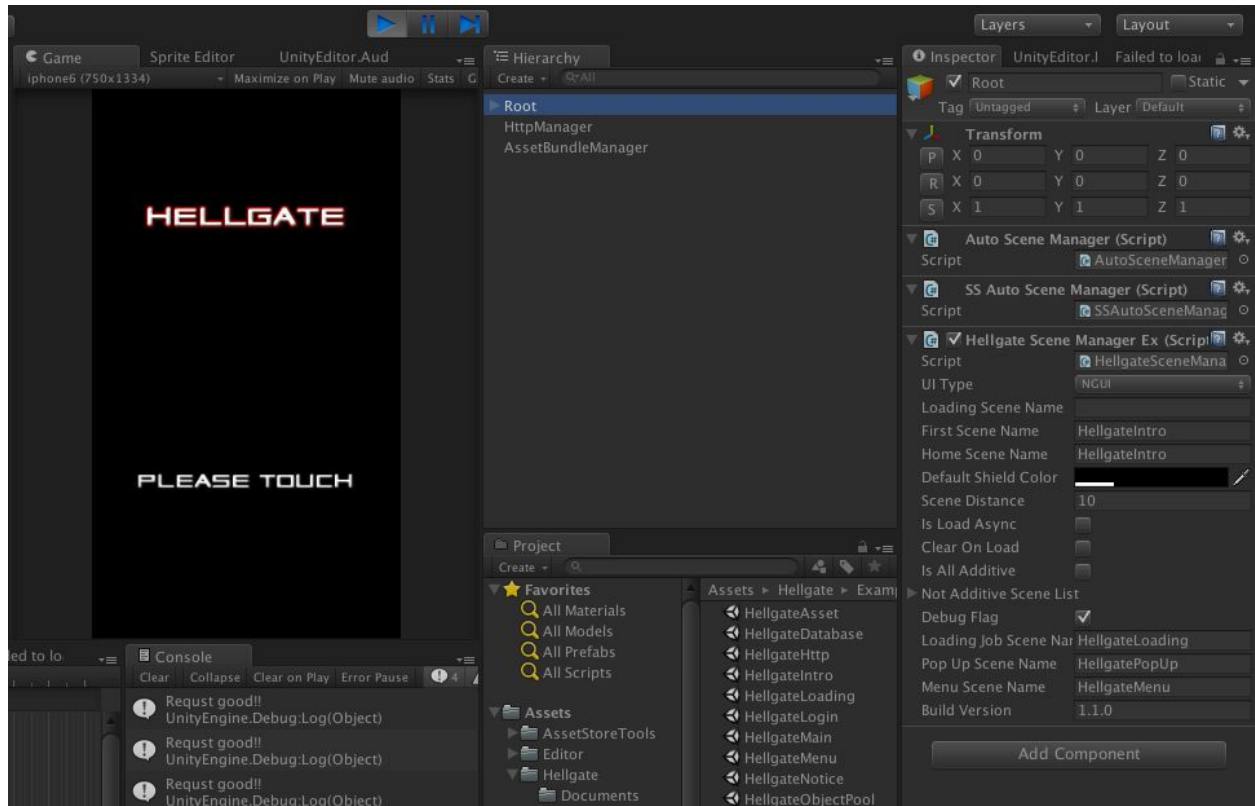 Layers
Layout
Game
Sprite Editor
UnityEditor.Aud
iphone6 (750x1334)
Maximize on Play
Mute audio
Stats
G
HELLGATE
PLEASE TOUCH
Hierarchy
Create
All
Root
HttpManager
AssetBundleManager
Inspector
UnityEditor.I
Failed to loai
Root
Static
Tag
Untagged
Layer
Default
Transform
P X 0 Y 0 Z 0
R X 0 Y 0 Z 0
S X 1 Y 1 Z 1
Auto Scene Manager (Script)
Script
AutoSceneManager
SS Auto Scene Manager (Script)
Script
SSAutoSceneManag
Hellgate Scene Manager Ex (Script
Script
HellgateSceneMana
UI Type
NGUI
Loading Scene Name
First Scene Name
HellgateIntro
Home Scene Name
HellgateIntro
Default Shield Color
Scene Distance
10
Is Load Async
Clear On Load
Is All Additive
Not Additive Scene List
Debug Flag
Loading Job Scene Nar
HellgateLoading
Pop Up Scene Name
HellgatePopUp
Menu Scene Name
HellgateMenu
Build Version
1.1.0
Add Component
Project
Create
Favorites
All Materials
All Models
All Prefabs
All Scripts
Assets
AssetStoreTools
Editor
Hellgate
Documents
Assets ▸ Hellgate ▸ Examp
HellgateAsset
HellgateDatabase
HellgateHttp
HellgateIntro
HellgateLoading
HellgateLogin
HellgateMain
HellgateMenu
HellgateNotice
HellgateObjectPool
led to lo
Console
Clear
Collapse
Clear on Play
Error Pause
4
Requst good!!
UnityEngine.Debug:Log(Object)
Requst good!!
UnityEngine.Debug:Log(Object)
Requst good!!
UnityEngine.Debug:Log(Object)